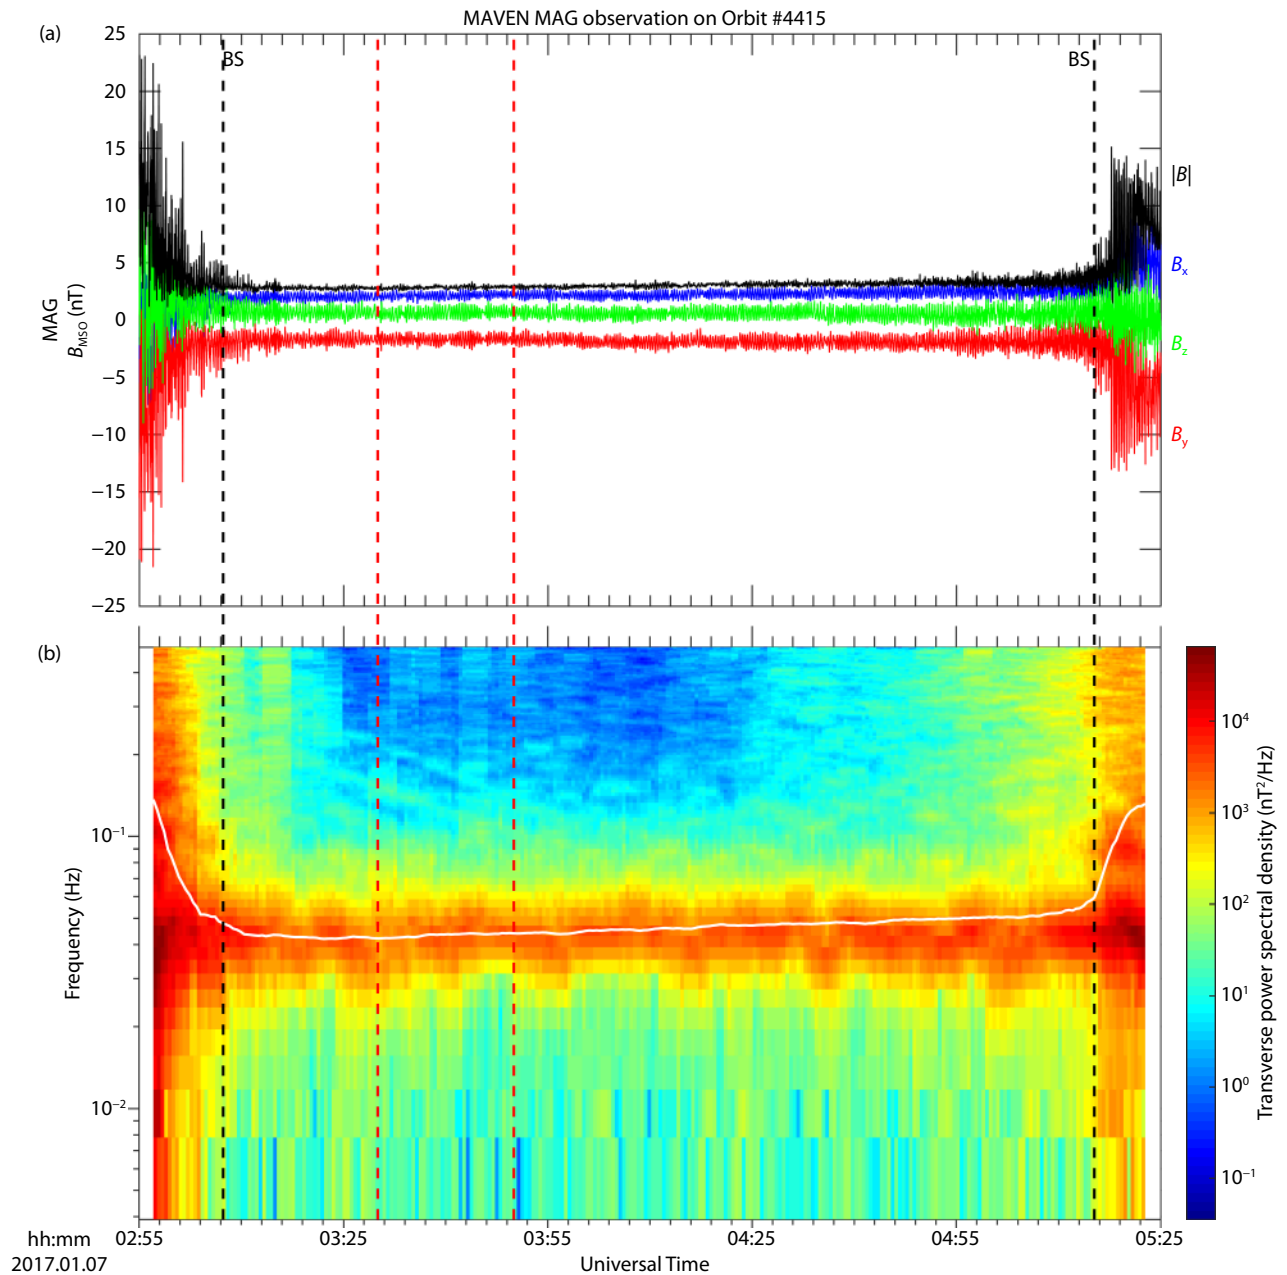 MAVEN MAG observation on Orbit #4415
(a)
25
20
15
10
5
0
−5
−10
−15
−20
−25
MAG
B_MSO (nT)
BS
BS
|B|
Bx
Bz
By
(b)
Frequency (Hz)
10⁻¹
10⁻²
10⁴
10³
10²
10¹
10⁰
10⁻¹
Transverse power spectral density (nT²/Hz)
hh:mm
2017.01.07
02:55
03:25
03:55
04:25
04:55
05:25
Universal Time